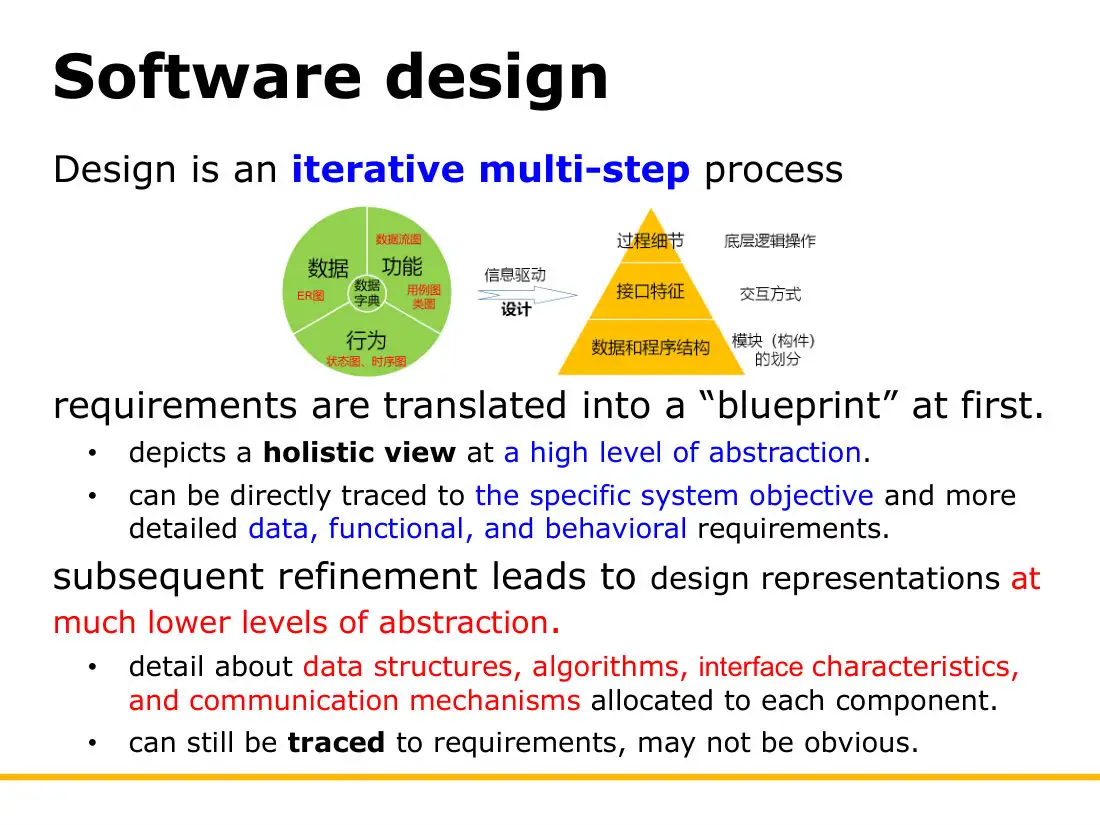 Software design
Design is an iterative multi-step process
数据流图
数据
功能
ER图
数据
字典
用例图
类图
行为
状态图、时序图
信息驱动
设计
过程细节
底层逻辑操作
接口特征
交互方式
数据和程序结构
模块（构件）
的划分
requirements are translated into a “blueprint” at first.
• depicts a holistic view at a high level of abstraction.
• can be directly traced to the specific system objective and more
detailed data, functional, and behavioral requirements.
subsequent refinement leads to design representations at
much lower levels of abstraction.
• detail about data structures, algorithms, interface characteristics,
and communication mechanisms allocated to each component.
• can still be traced to requirements, may not be obvious.